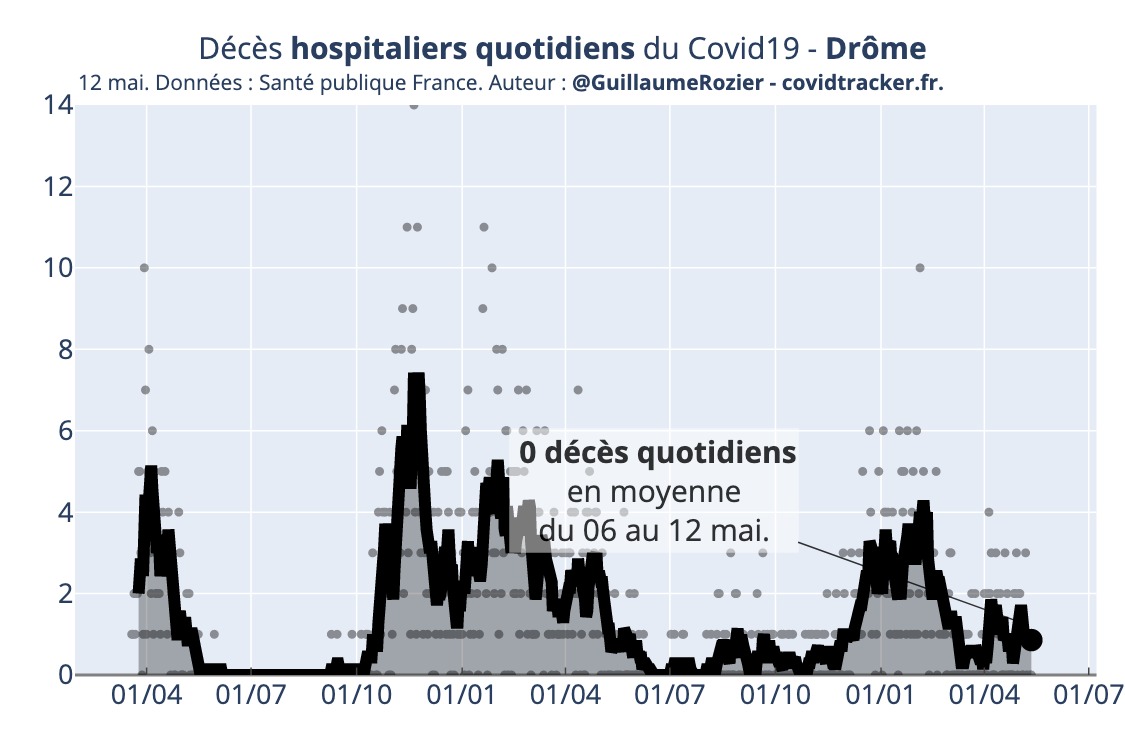 Décès hospitaliers quotidiens du Covid19 - Drôme
12 mai. Données : Santé publique France. Auteur : @GuillaumeRozier - covidtracker.fr.
14
12
10
8
6
4
2
0
0 décès quotidiens
en moyenne
du 06 au 12 mai.
01/04 01/07 01/10 01/01 01/04 01/07 01/10 01/01 01/04 01/07